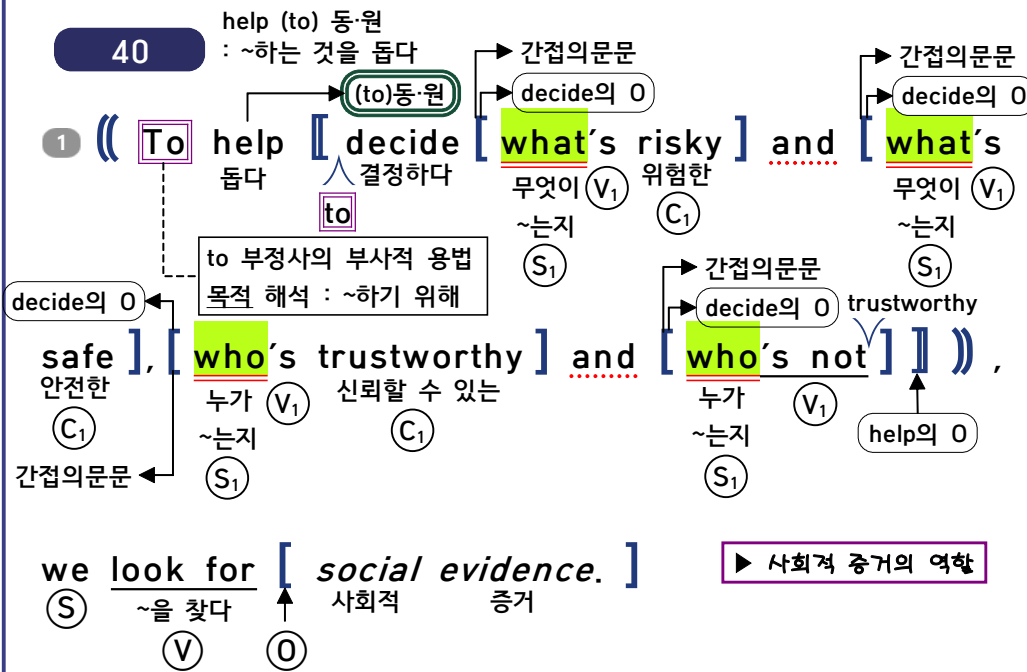 40
help (to) 동·원
: ~하는 것을 돕다
(to)동·원
간접의문문
decide의 O
간접의문문
decide의 O
1 (( To help [[ decide [ what's risky ] and [ what's
돕다 결정하다 무엇이 V₁ 위험한 무엇이 V₁
to ~는지 C₁ ~는지
S₁ S₁
to 부정사의 부사적 용법
목적 해석 : ~하기 위해
decide의 O
간접의문문
decide의 O
trustworthy
safe ], [ who's trustworthy ] and [ who's not ] ]] )) ,
안전한 누가 V₁ 신뢰할 수 있는 누가 V₁
C₁ ~는지 C₁ ~는지 help의 O
간접의문문 S₁ S₁
we look for [ social evidence. ]
S ~을 찾다 사회적 증거
V O
▶ 사회적 증거의 역할